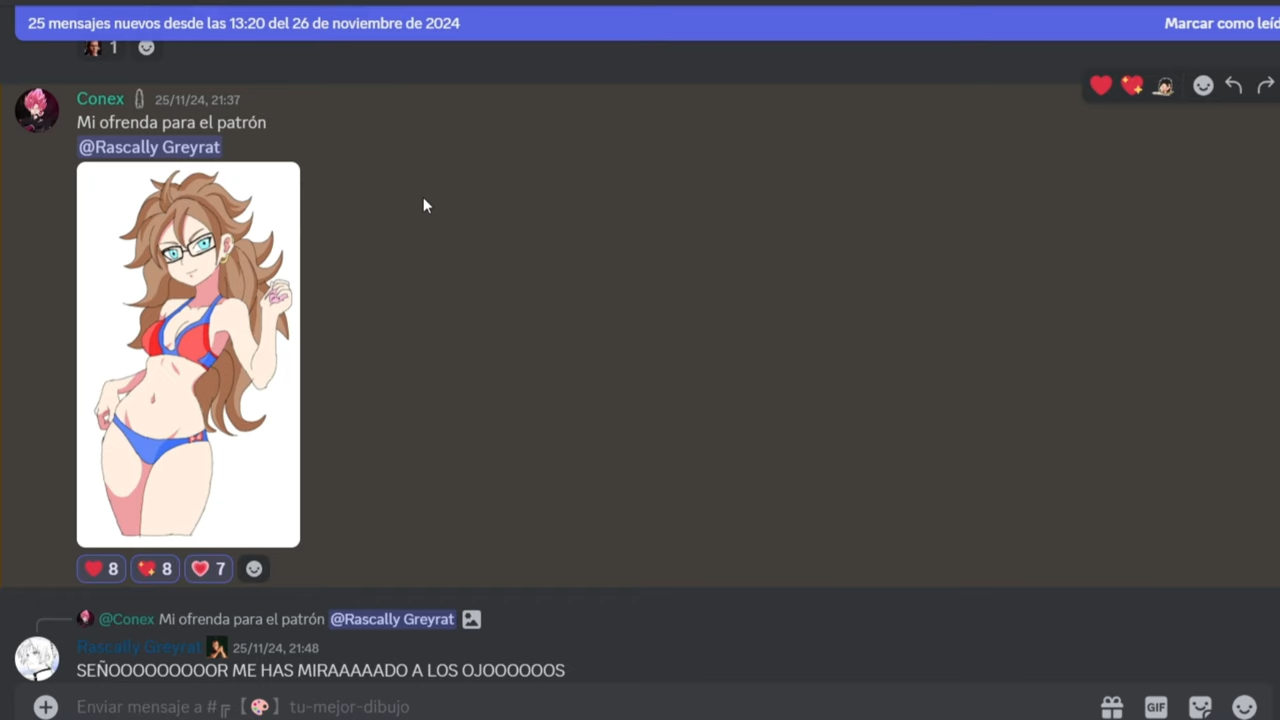 25 mensajes nuevos desde las 13:20 del 26 de noviembre de 2024
Marcar como leíd
1
Conex 25/11/24, 21:37
Mi ofrenda para el patrón
@Rascally Greyrat
8 8 7
@Conex Mi ofrenda para el patrón @Rascally Greyrat
Rascally Greyrat 25/11/24, 21:48
SEÑOOOOOOOOOR ME HAS MIRAAAAADO A LOS OJOOOOOOS
Enviar mensaje a #╔【🎨】tu-mejor-dibujo
GIF